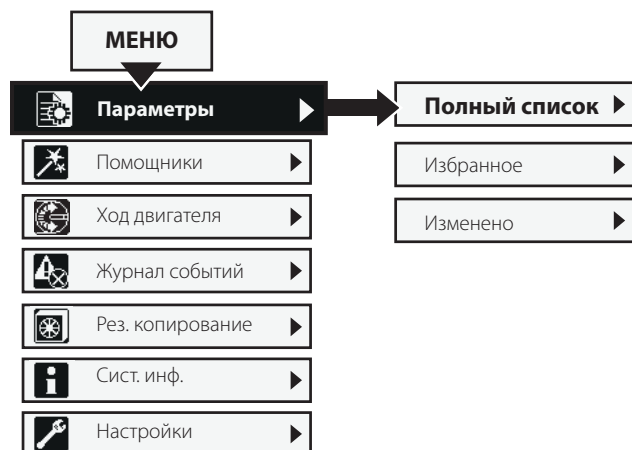 МЕНЮ
Параметры
Помощники
Ход двигателя
Журнал событий
Рез. копирование
Сист. инф.
Настройки
Полный список
Избранное
Изменено